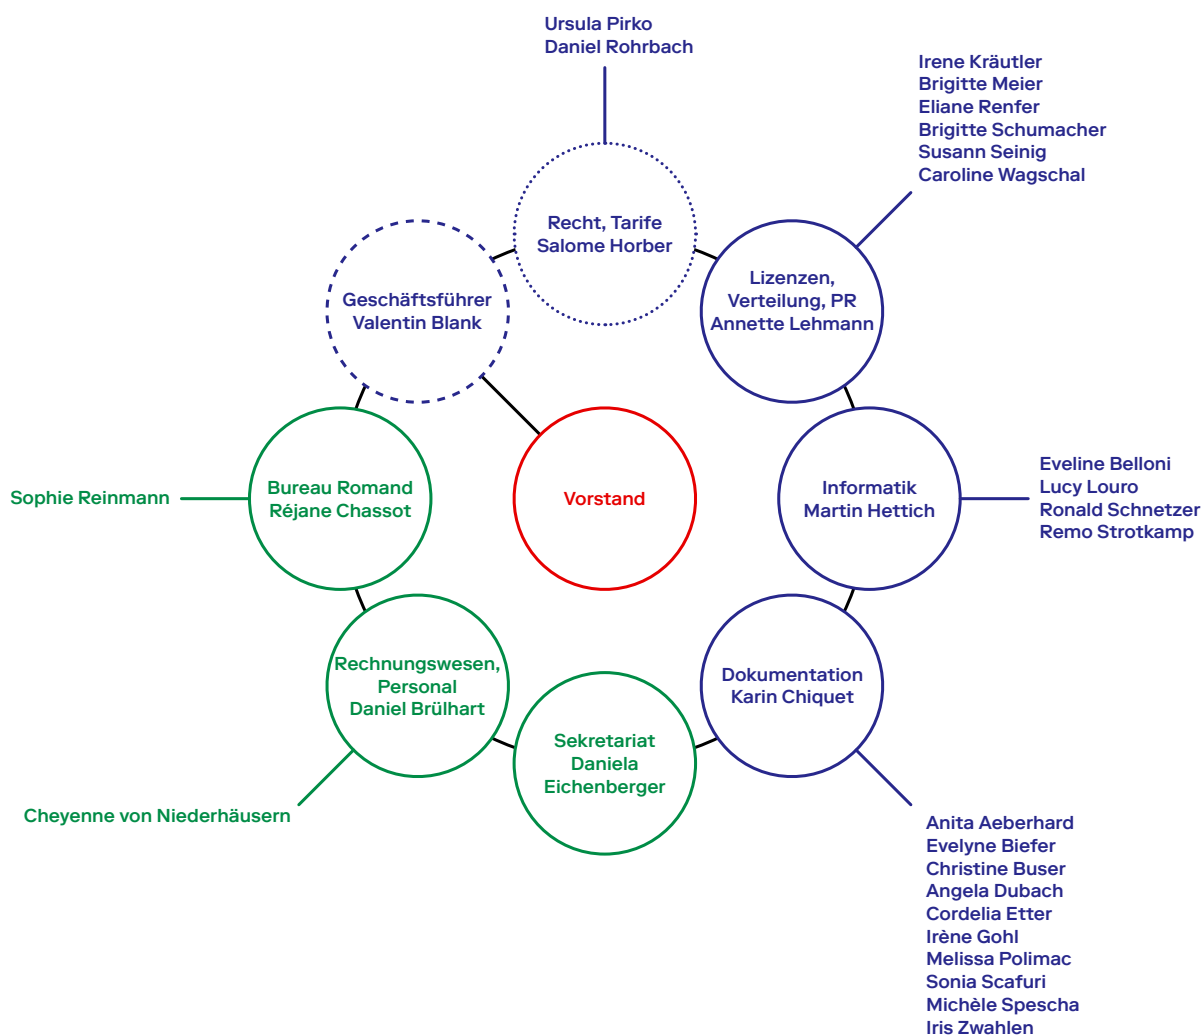 Ursula Pirko
Daniel Rohrbach
Irene Kräutler
Brigitte Meier
Eliane Renfer
Brigitte Schumacher
Susann Seinig
Caroline Wagschal
Recht, Tarife
Salome Horber
Geschäftsführer
Valentin Blank
Lizenzen,
Verteilung, PR
Annette Lehmann
Sophie Reinmann
Bureau Romand
Réjane Chassot
Vorstand
Informatik
Martin Hettich
Eveline Belloni
Lucy Louro
Ronald Schnetzer
Remo Strotkamp
Rechnungswesen,
Personal
Daniel Brülhart
Dokumentation
Karin Chiquet
Sekretariat
Daniela
Eichenberger
Cheyenne von Niederhäusern
Anita Aeberhard
Evelyne Biefer
Christine Buser
Angela Dubach
Cordelia Etter
Irène Gohl
Melissa Polimac
Sonia Scafuri
Michèle Spescha
Iris Zwahlen